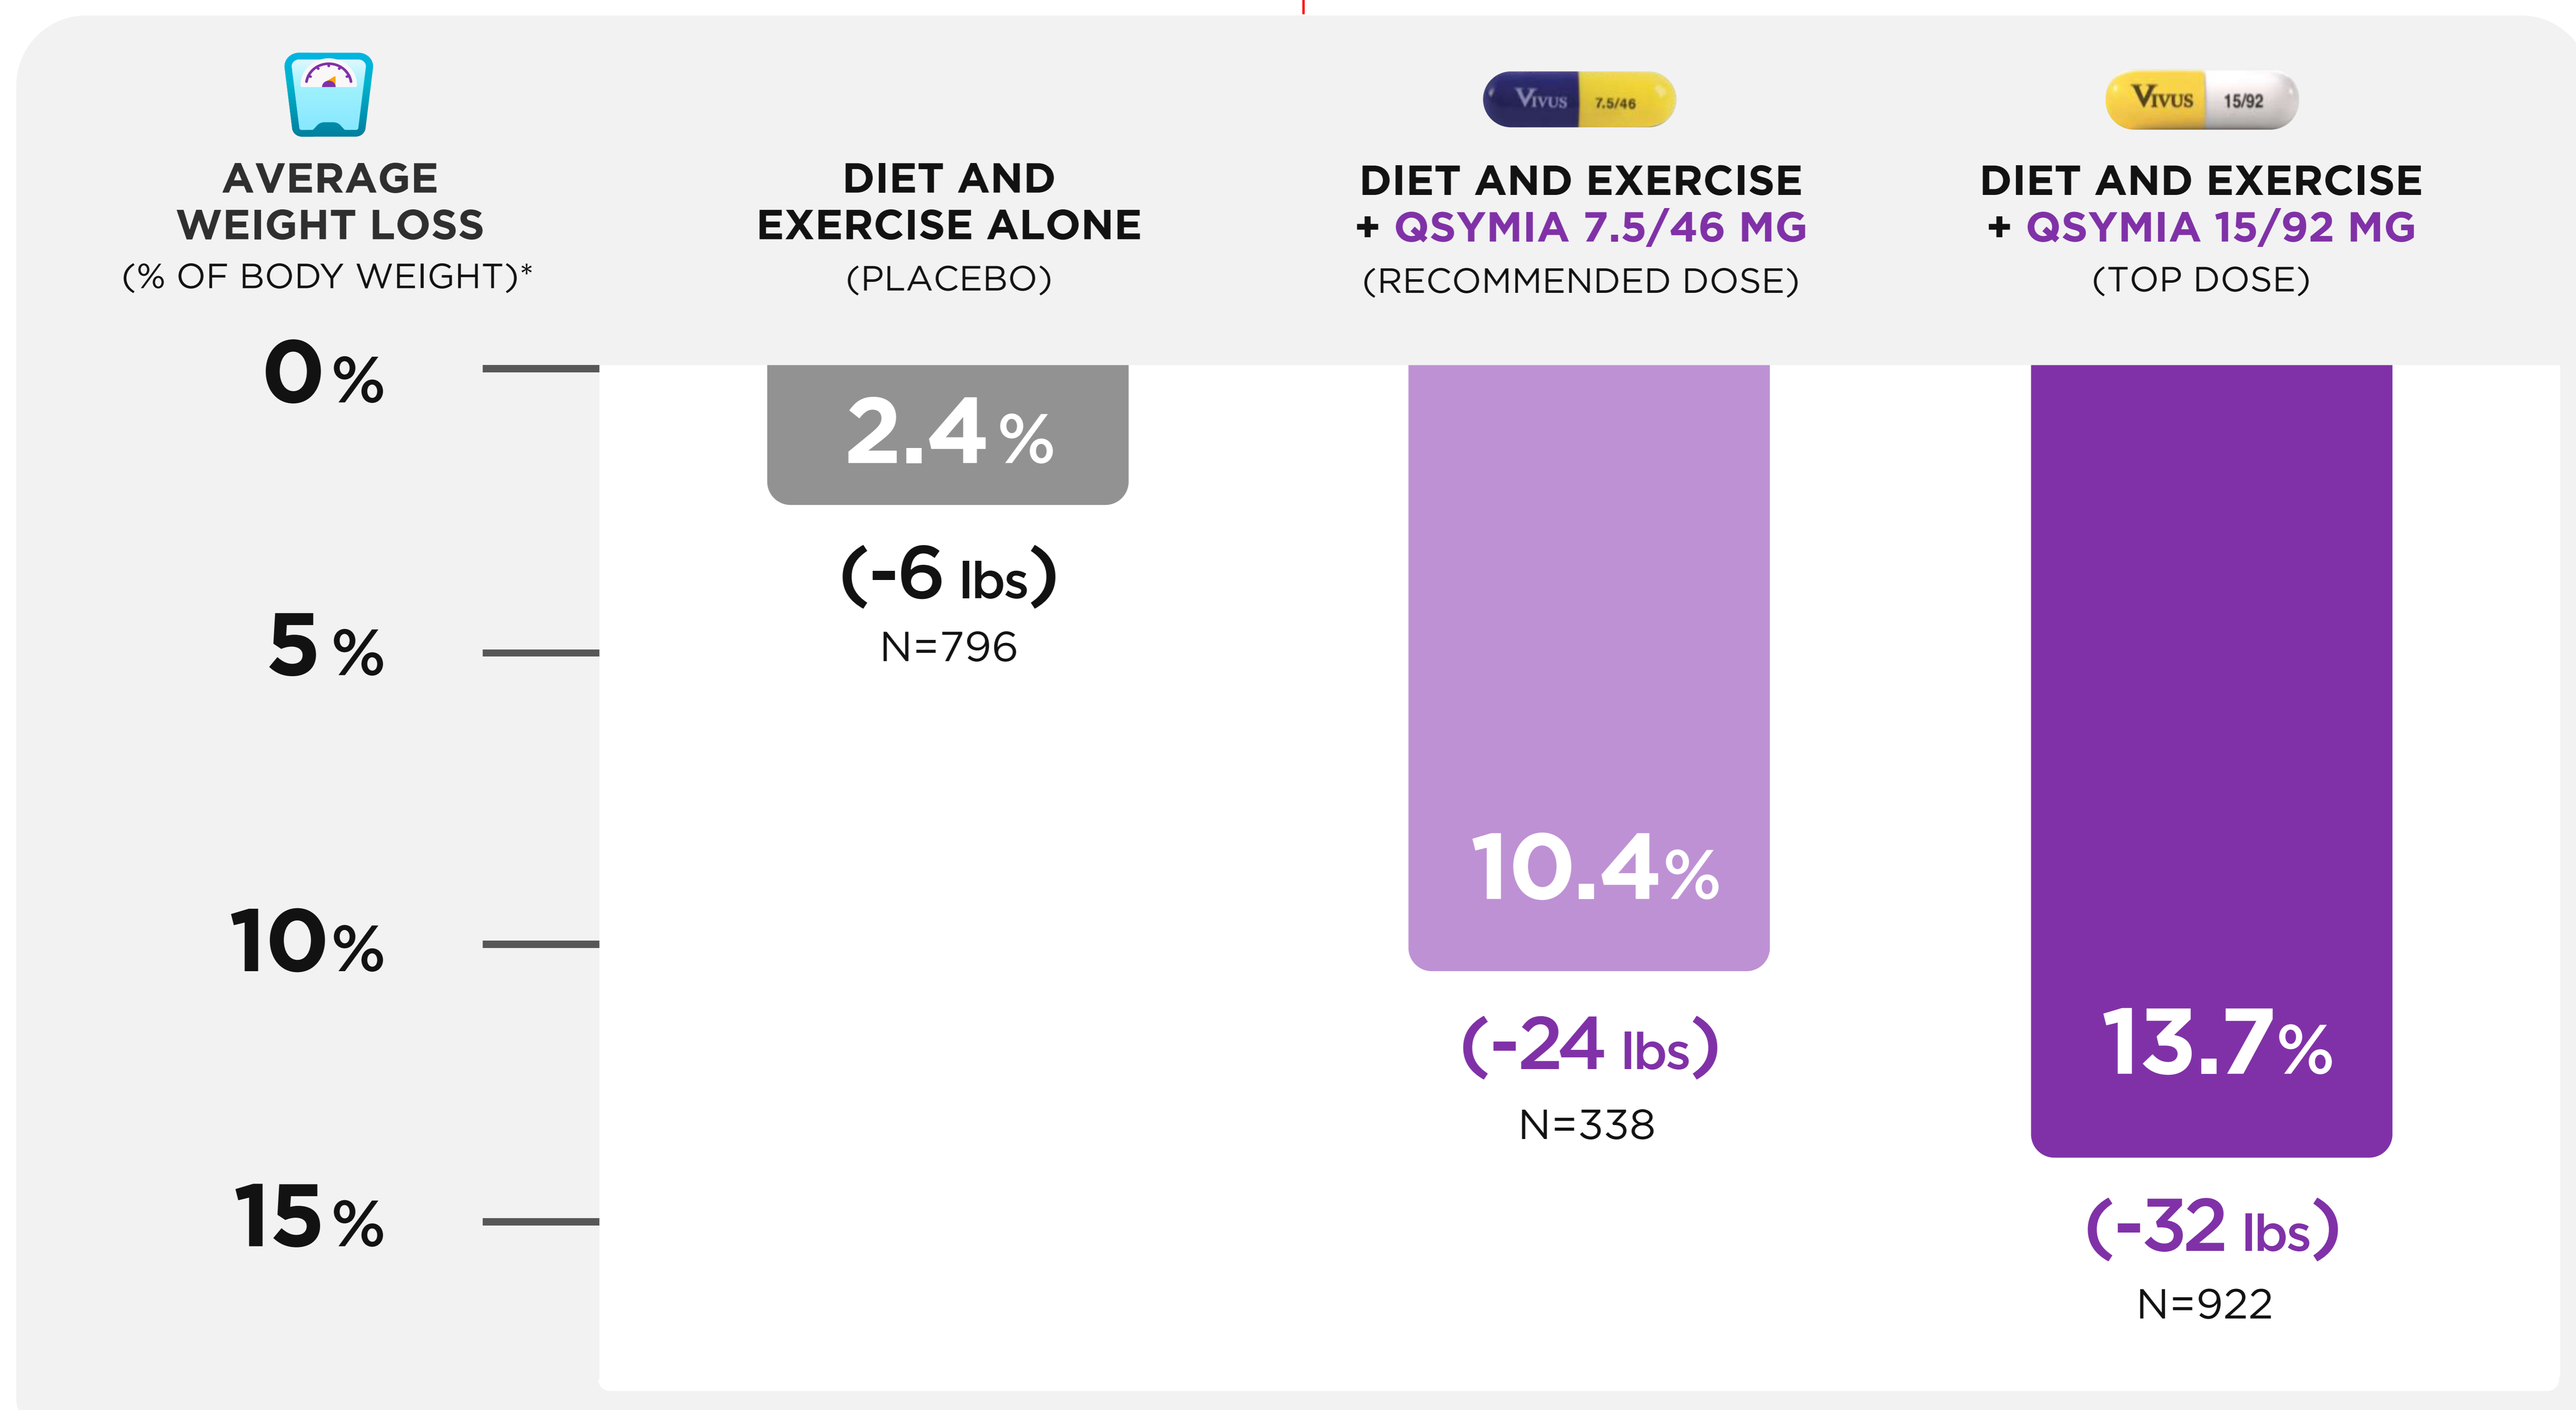 AVERAGE
WEIGHT LOSS
(% OF BODY WEIGHT)*
DIET AND
EXERCISE ALONE
(PLACEBO)
VIVUS 7.5/46
DIET AND EXERCISE
+ QSYMIA 7.5/46 MG
(RECOMMENDED DOSE)
VIVUS 15/92
DIET AND EXERCISE
+ QSYMIA 15/92 MG
(TOP DOSE)
0%
5%
10%
15%
2.4%
(-6 lbs)
N=796
10.4%
(-24 lbs)
N=338
13.7%
(-32 lbs)
N=922